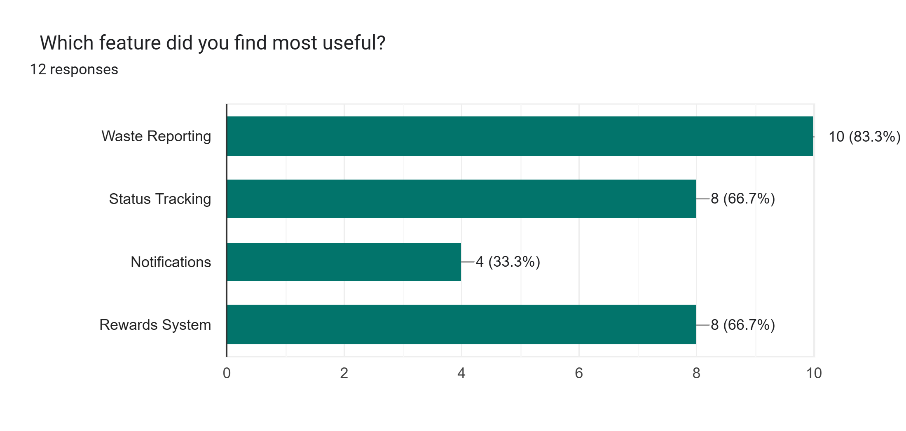 Which feature did you find most useful?
12 responses
Waste Reporting 10 (83.3%)
Status Tracking 8 (66.7%)
Notifications 4 (33.3%)
Rewards System 8 (66.7%)
0 2 4 6 8 10